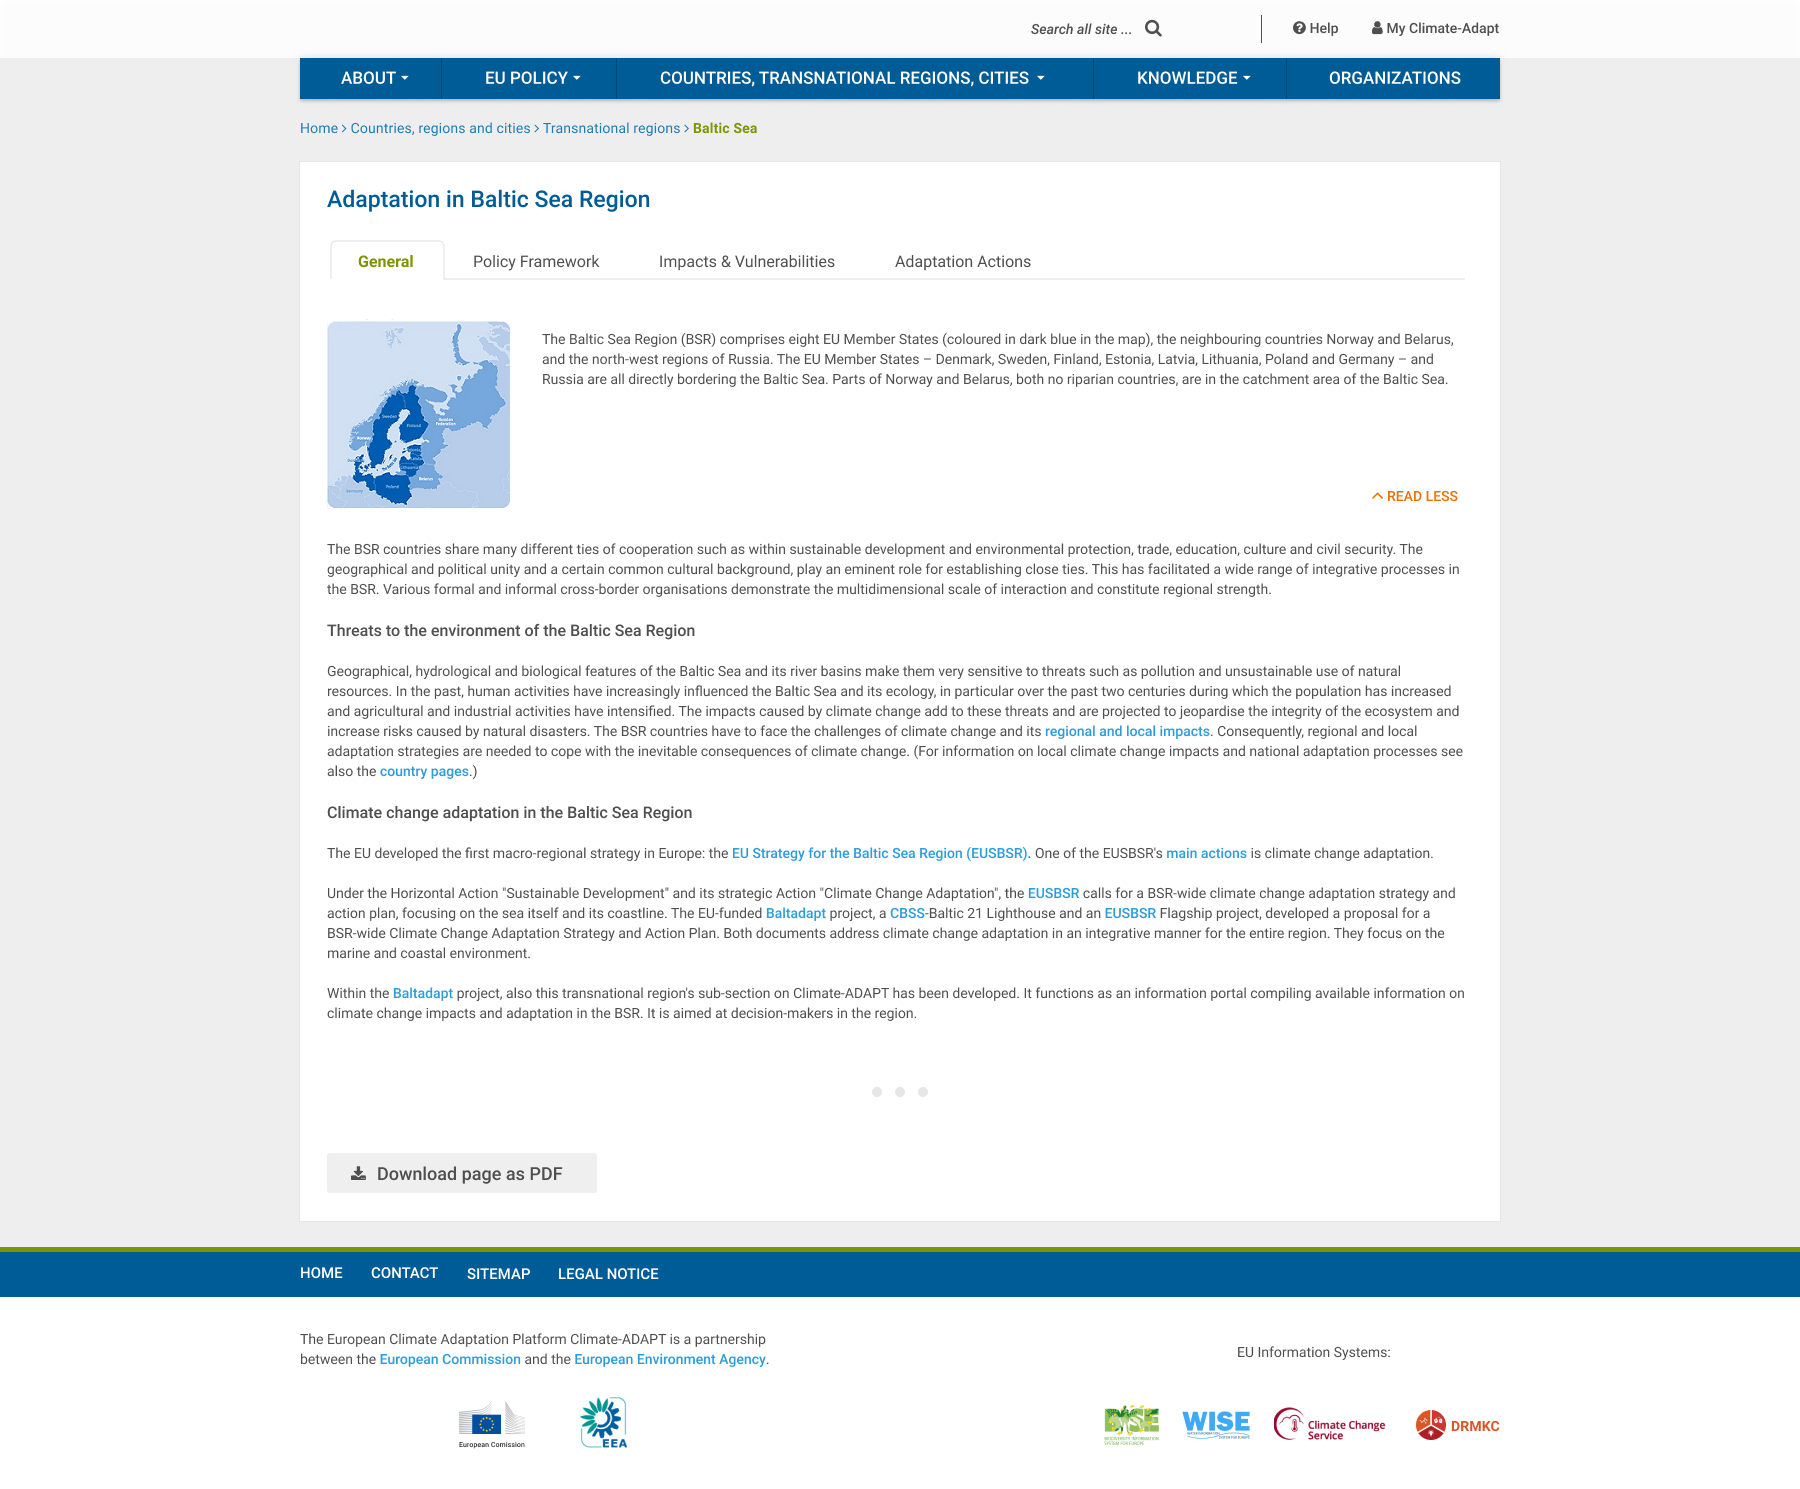 Search all site ...
Help
My Climate-Adapt
ABOUT
EU POLICY
COUNTRIES, TRANSNATIONAL REGIONS, CITIES
KNOWLEDGE
ORGANIZATIONS
Home > Countries, regions and cities > Transnational regions > Baltic Sea
Adaptation in Baltic Sea Region
General
Policy Framework
Impacts & Vulnerabilities
Adaptation Actions
Sweden
Finland
Norway
Russian
Federation
Belarus
Poland
Germany
The Baltic Sea Region (BSR) comprises eight EU Member States (coloured in dark blue in the map), the neighbouring countries Norway and Belarus,
and the north-west regions of Russia. The EU Member States – Denmark, Sweden, Finland, Estonia, Latvia, Lithuania, Poland and Germany – and
Russia are all directly bordering the Baltic Sea. Parts of Norway and Belarus, both no riparian countries, are in the catchment area of the Baltic Sea.
READ LESS
The BSR countries share many different ties of cooperation such as within sustainable development and environmental protection, trade, education, culture and civil security. The
geographical and political unity and a certain common cultural background, play an eminent role for establishing close ties. This has facilitated a wide range of integrative processes in
the BSR. Various formal and informal cross-border organisations demonstrate the multidimensional scale of interaction and constitute regional strength.
Threats to the environment of the Baltic Sea Region
Geographical, hydrological and biological features of the Baltic Sea and its river basins make them very sensitive to threats such as pollution and unsustainable use of natural
resources. In the past, human activities have increasingly influenced the Baltic Sea and its ecology, in particular over the past two centuries during which the population has increased
and agricultural and industrial activities have intensified. The impacts caused by climate change add to these threats and are projected to jeopardise the integrity of the ecosystem and
increase risks caused by natural disasters. The BSR countries have to face the challenges of climate change and its regional and local impacts. Consequently, regional and local
adaptation strategies are needed to cope with the inevitable consequences of climate change. (For information on local climate change impacts and national adaptation processes see
also the country pages.)
Climate change adaptation in the Baltic Sea Region
The EU developed the first macro-regional strategy in Europe: the EU Strategy for the Baltic Sea Region (EUSBSR). One of the EUSBSR's main actions is climate change adaptation.
Under the Horizontal Action "Sustainable Development" and its strategic Action "Climate Change Adaptation", the EUSBSR calls for a BSR-wide climate change adaptation strategy and
action plan, focusing on the sea itself and its coastline. The EU-funded Baltadapt project, a CBSS-Baltic 21 Lighthouse and an EUSBSR Flagship project, developed a proposal for a
BSR-wide Climate Change Adaptation Strategy and Action Plan. Both documents address climate change adaptation in an integrative manner for the entire region. They focus on the
marine and coastal environment.
Within the Baltadapt project, also this transnational region's sub-section on Climate-ADAPT has been developed. It functions as an information portal compiling available information on
climate change impacts and adaptation in the BSR. It is aimed at decision-makers in the region.
Download page as PDF
HOME
CONTACT
SITEMAP
LEGAL NOTICE
The European Climate Adaptation Platform Climate-ADAPT is a partnership
between the European Commission and the European Environment Agency.
EU Information Systems:
European Comission
EEA
BISE
BIODIVERSITY INFORMATION
SYSTEM FOR EUROPE
WISE
Climate Change
Service
DRMKC